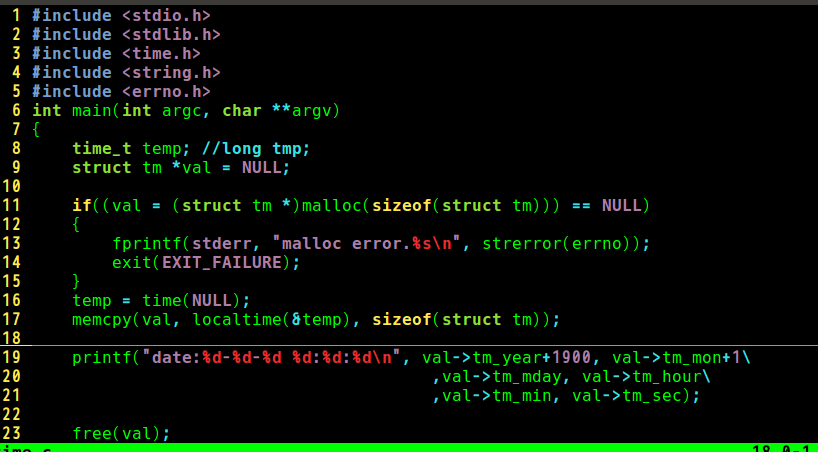 1 #include <stdio.h>
2 #include <stdlib.h>
3 #include <time.h>
4 #include <string.h>
5 #include <errno.h>
6 int main(int argc, char **argv)
7 {
8     time_t temp; //long tmp;
9     struct tm *val = NULL;
10
11     if((val = (struct tm *)malloc(sizeof(struct tm))) == NULL)
12     {
13         fprintf(stderr, "malloc error.%s\n", strerror(errno));
14         exit(EXIT_FAILURE);
15     }
16     temp = time(NULL);
17     memcpy(val, localtime(&temp), sizeof(struct tm));
18
19     printf("date:%d-%d-%d %d:%d:%d\n", val->tm_year+1900, val->tm_mon+1\
20                                         ,val->tm_mday, val->tm_hour\
21                                         ,val->tm_min, val->tm_sec);
22
23     free(val);
18,0-1